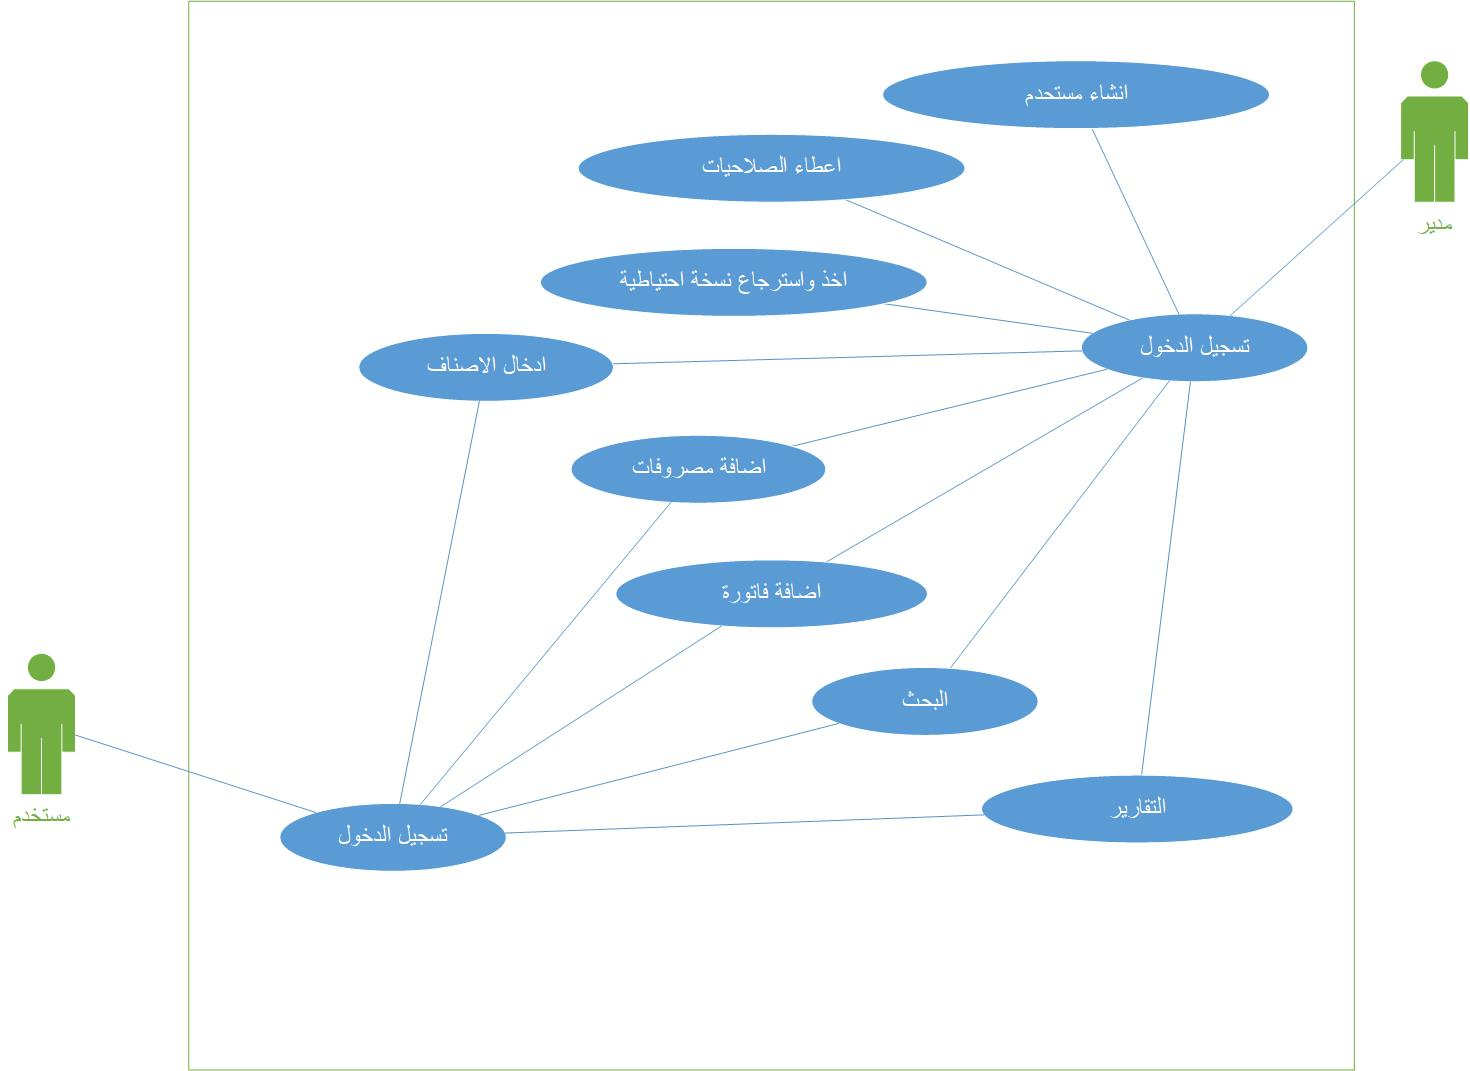 انشاء مستحدم
مدير
اعطاء الصلاحيات
اخذ واسترجاع نسخة احتياطية
تسجيل الدخول
ادخال الاصناف
اضافة مصروفات
اضافة فاتورة
البحث
التقارير
مستخدم
تسجيل الدخول